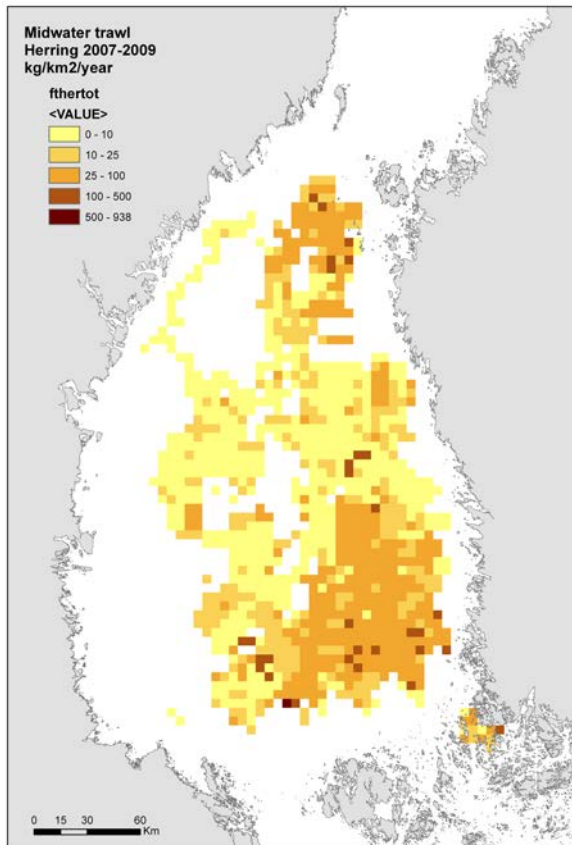 Midwater trawl
Herring 2007-2009
kg/km2/year
fthertot
<VALUE>
0 - 10
10 - 25
25 - 100
100 - 500
500 - 938
0 15 30 60
Km